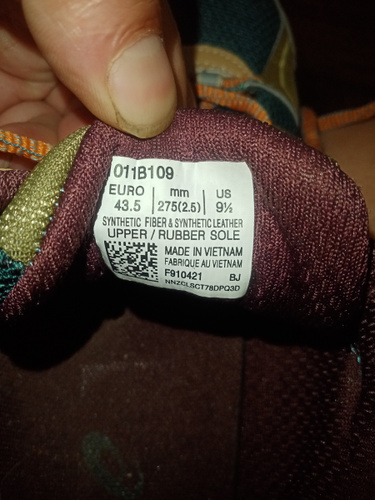 011B109
EURO mm US
43.5 275(2.5) 9½
SYNTHETIC FIBER & SYNTHETIC LEATHER
UPPER / RUBBER SOLE
MADE IN VIETNAM
FABRIQUE AU VIETNAM
F910421 BJ
NNZCLSCT78DPQ3D